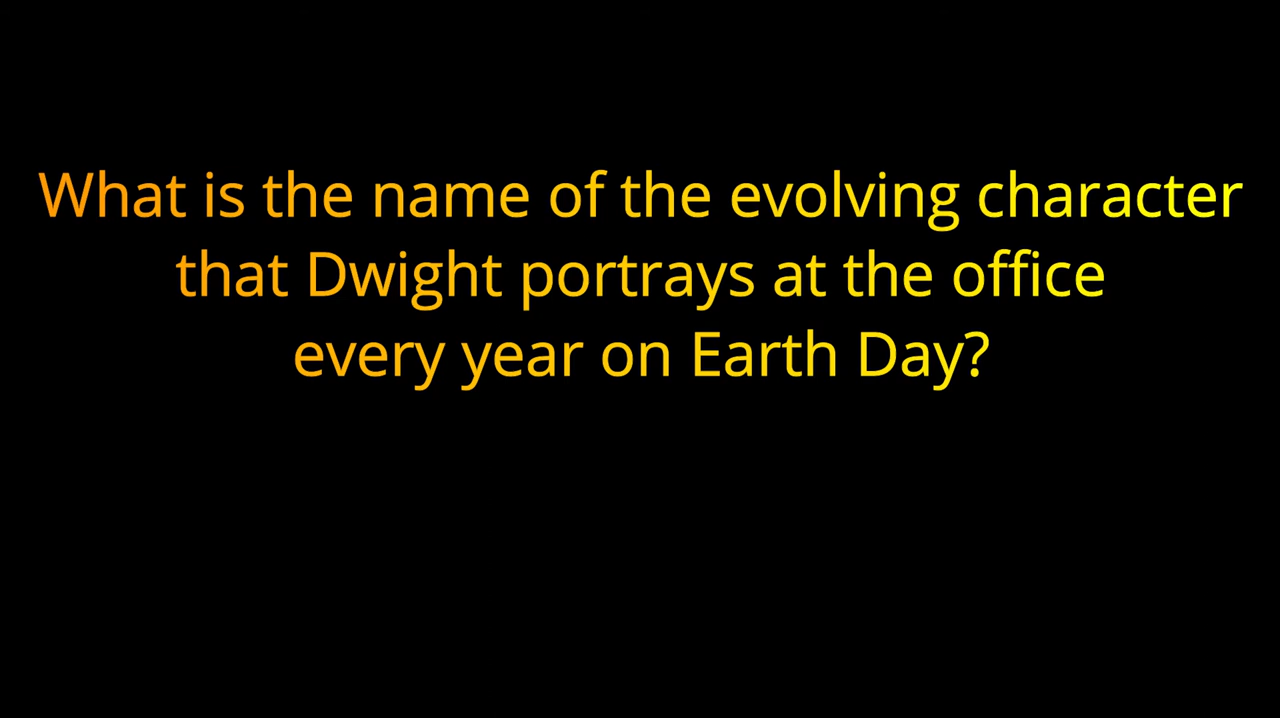 What is the name of the evolving character
that Dwight portrays at the office
every year on Earth Day?